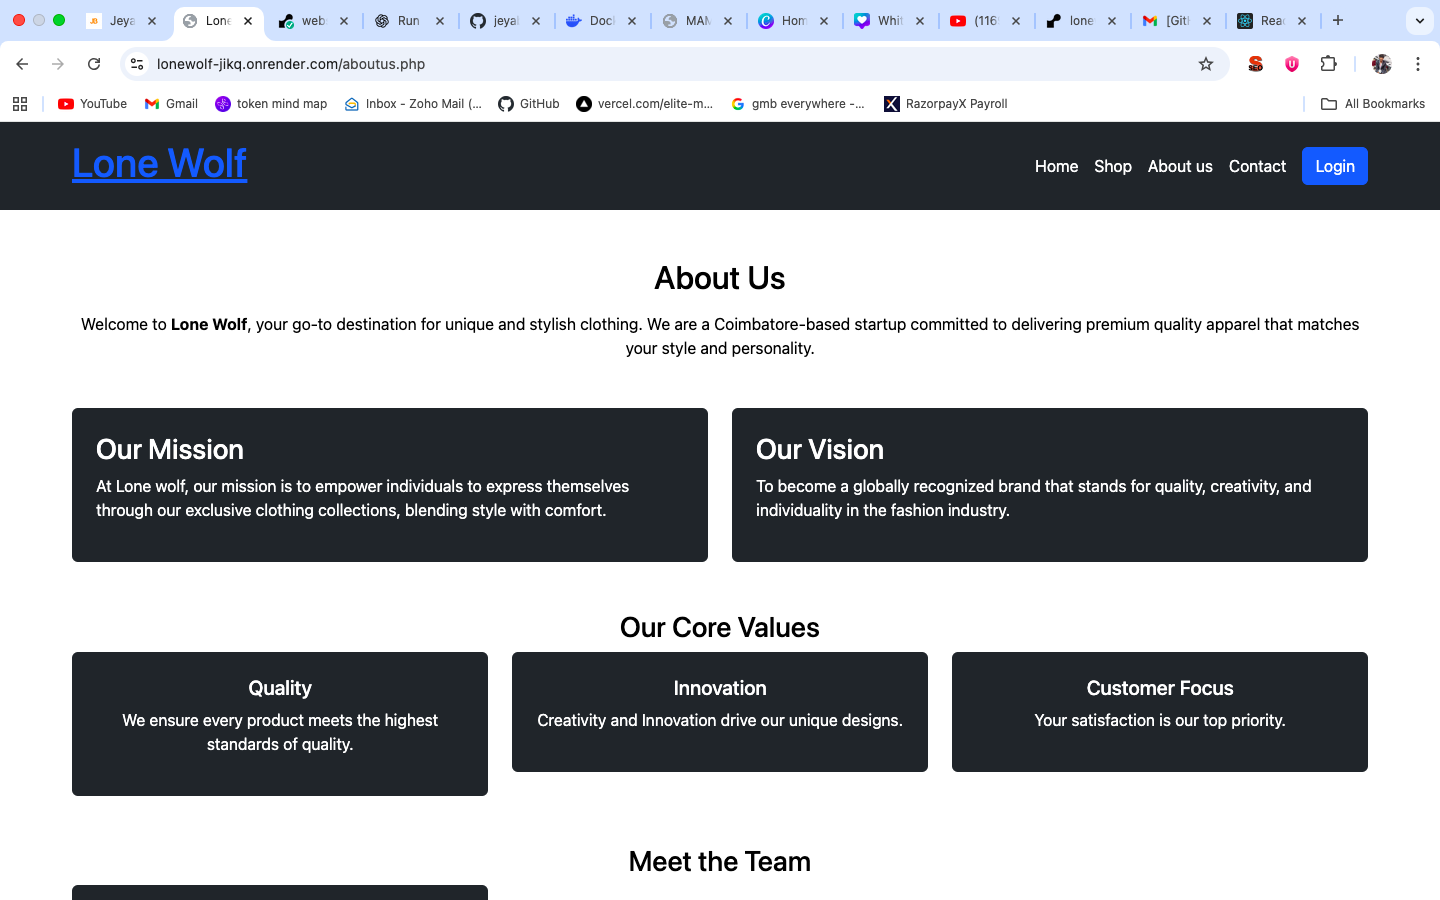 Jeya
Lone
web
Run
jeyal
Doc
MAM
Hom
Whit
(116
lone
[Git
Reac
lonewolf-jikq.onrender.com/aboutus.php
YouTube
Gmail
token mind map
Inbox - Zoho Mail (...
GitHub
vercel.com/elite-m...
gmb everywhere -...
RazorpayX Payroll
All Bookmarks
Lone Wolf
Home
Shop
About us
Contact
Login
About Us
Welcome to Lone Wolf, your go-to destination for unique and stylish clothing. We are a Coimbatore-based startup committed to delivering premium quality apparel that matches
your style and personality.
Our Mission
At Lone wolf, our mission is to empower individuals to express themselves
through our exclusive clothing collections, blending style with comfort.
Our Vision
To become a globally recognized brand that stands for quality, creativity, and
individuality in the fashion industry.
Our Core Values
Quality
We ensure every product meets the highest
standards of quality.
Innovation
Creativity and Innovation drive our unique designs.
Customer Focus
Your satisfaction is our top priority.
Meet the Team